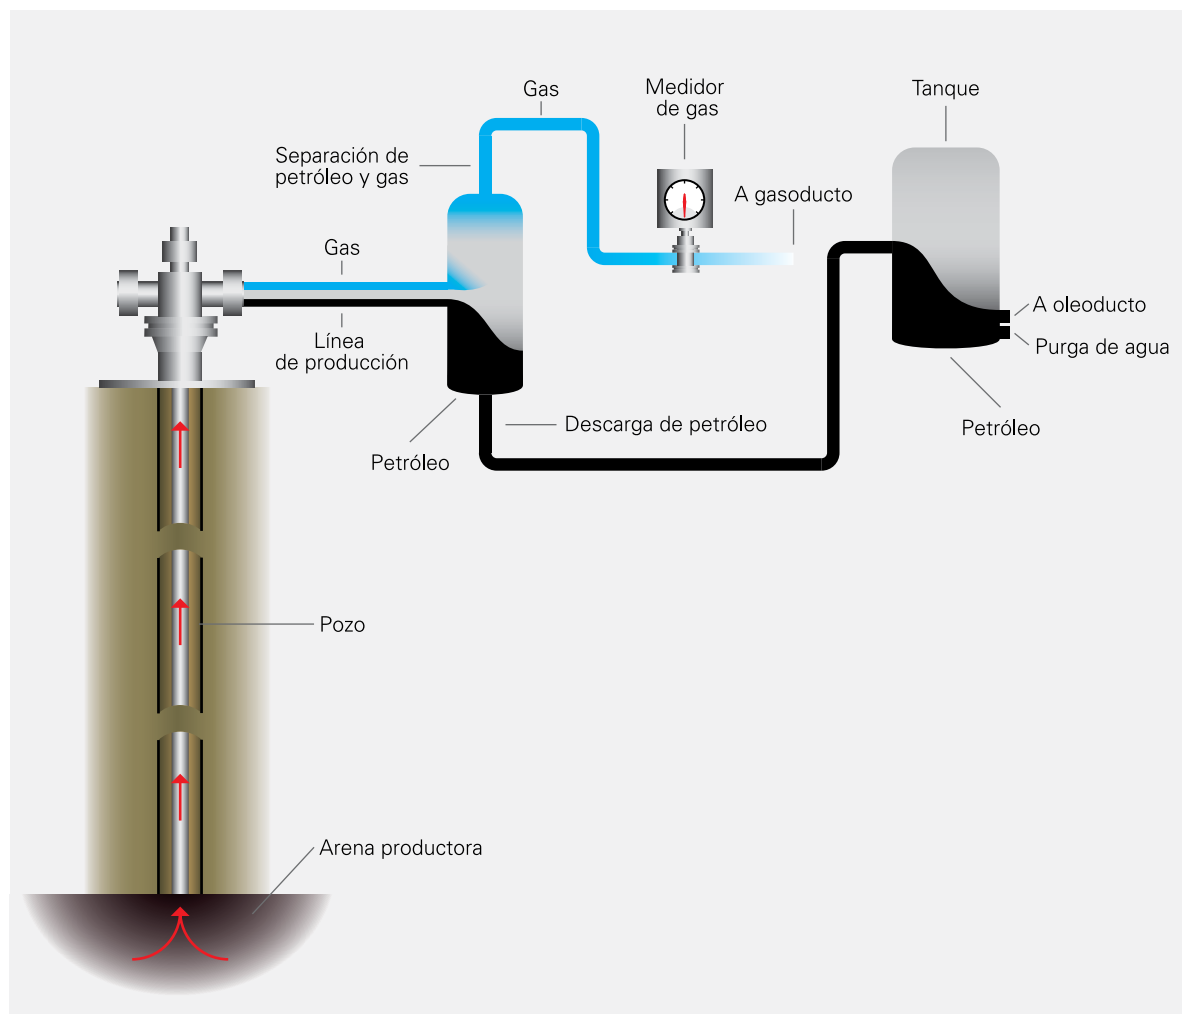 Gas
Medidor
de gas
Tanque
Separación de
petróleo y gas
A gasoducto
Gas
Línea
de producción
A oleoducto
Purga de agua
Descarga de petróleo
Petróleo
Petróleo
Pozo
Arena productora